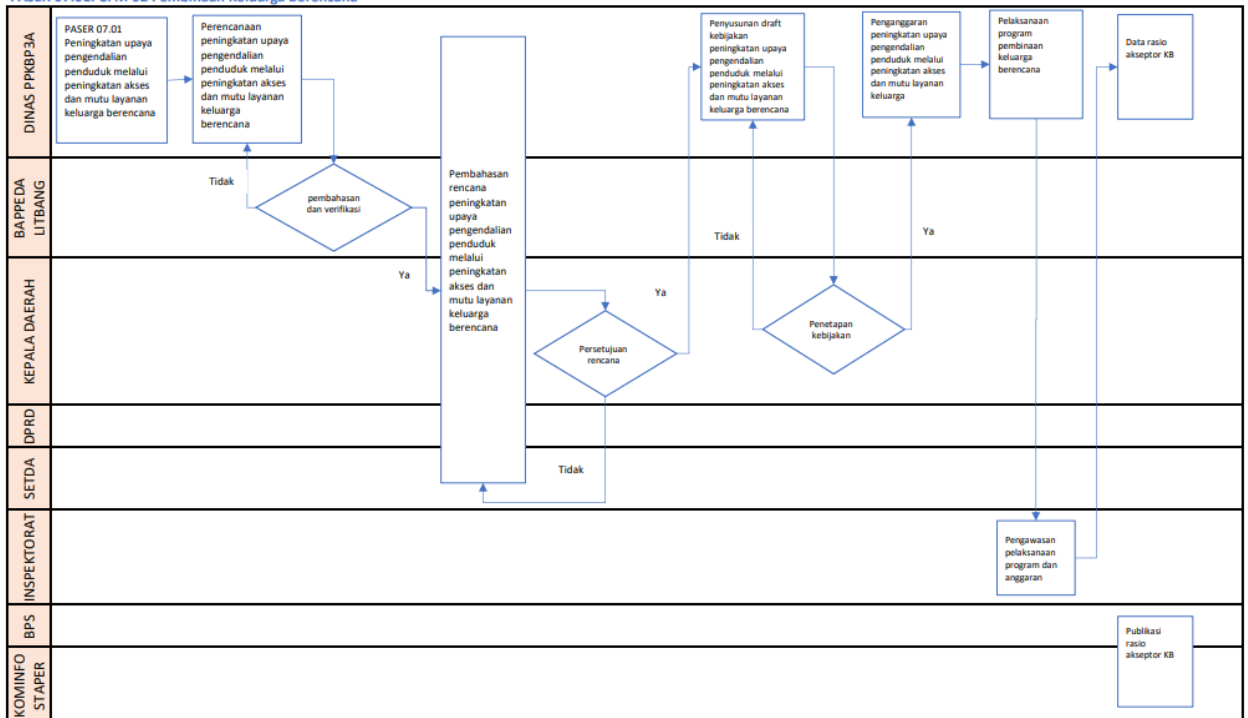 DINAS PPKBP3A
PASER 07.01
Peningkatan upaya
pengendalian
penduduk melalui
peningkatan akses
dan mutu layanan
keluarga berencana
Perencanaan
peningkatan upaya
pengendalian
penduduk melalui
peningkatan akses
dan mutu layanan
keluarga
berencana
Penyusunan draft
kebijakan
peningkatan upaya
pengendalian
penduduk melalui
peningkatan akses
dan mutu layanan
keluarga berencana
Penganggaran
peningkatan upaya
pengendalian
penduduk melalui
peningkatan akses
dan mutu layanan
keluarga
Pelaksanaan
program
pembinaan
keluarga
berencana
Data rasio
akseptor KB
BAPPEDA
LITBANG
Tidak
pembahasan
dan verifikasi
Pembahasan
rencana
peningkatan
upaya
pengendalian
penduduk
melalui
peningkatan
akses dan
mutu layanan
keluarga
berencana
Tidak
Ya
KEPALA DAERAH
Ya
Persetujuan
rencana
Ya
Penetapan
kebijakan
DPRD
SETDA
Tidak
INSPEKTORAT
Pengawasan
pelaksanaan
program dan
anggaran
BPS
Publikasi
rasio
akseptor KB
KOMINFO
STAPER